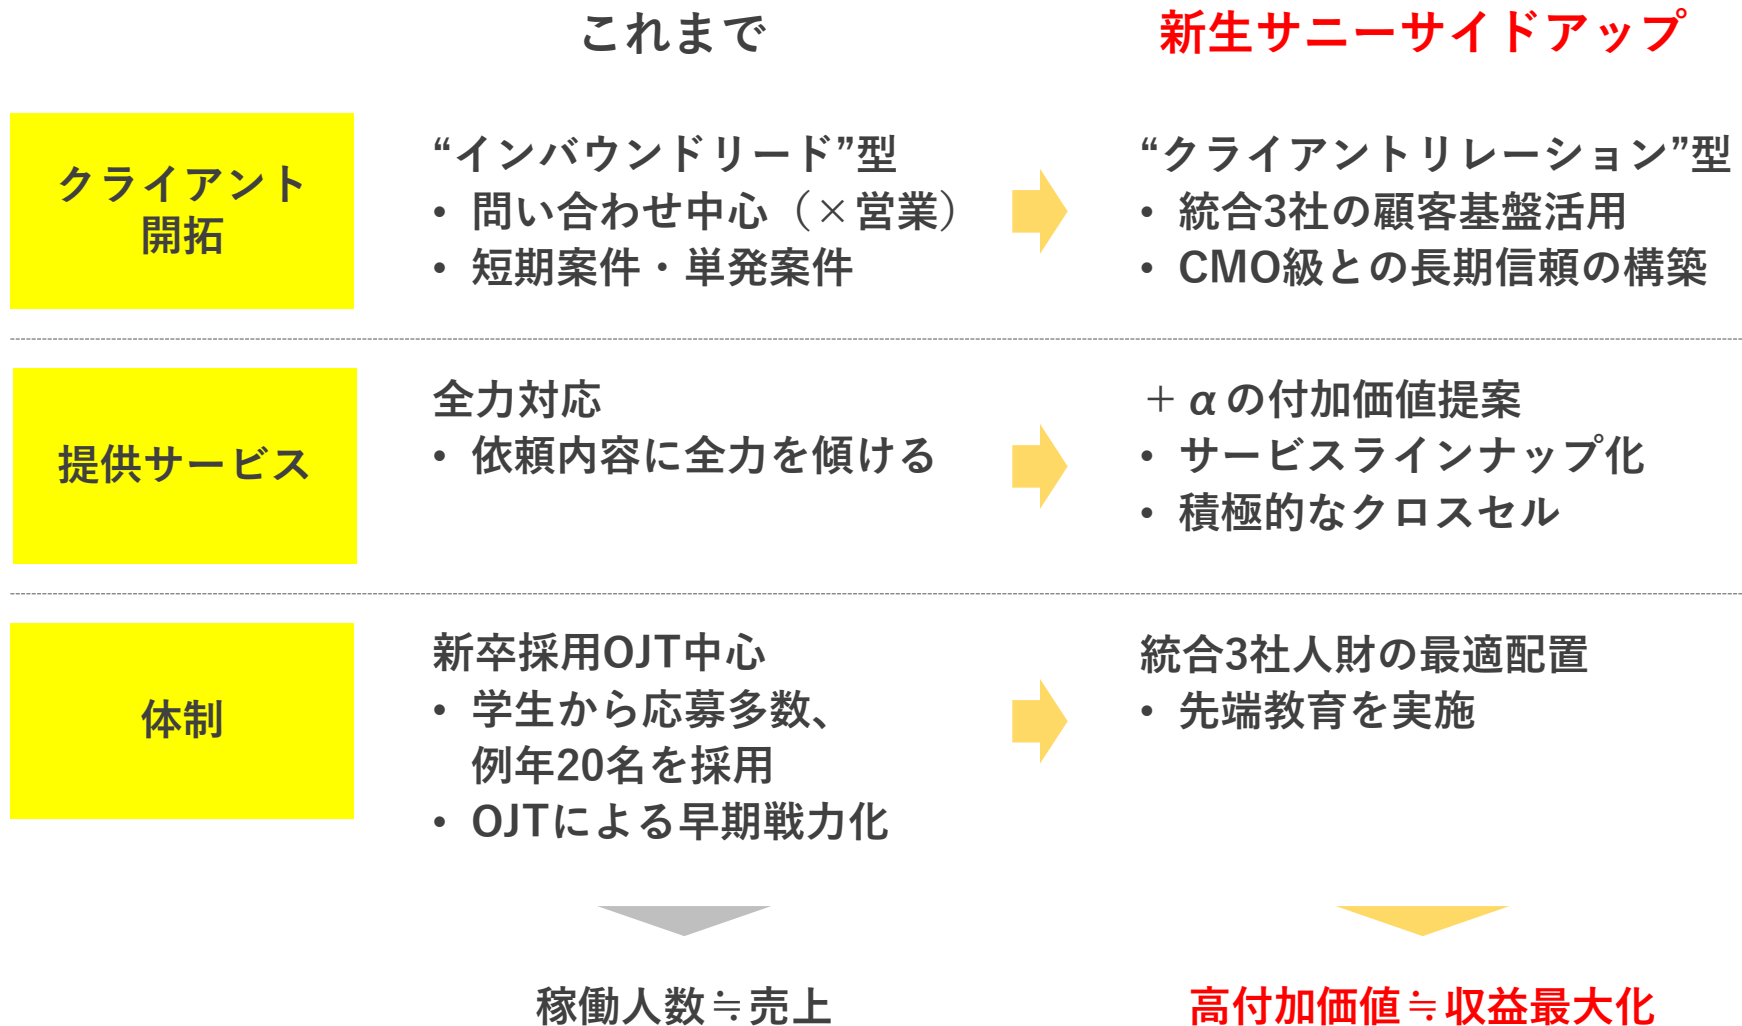 これまで
新生サニーサイドアップ
クライアント
開拓
“インバウンドリード”型
• 問い合わせ中心（×営業）
• 短期案件・単発案件
“クライアントリレーション”型
• 統合3社の顧客基盤活用
• CMO級との長期信頼の構築
提供サービス
全力対応
• 依頼内容に全力を傾ける
＋αの付加価値提案
• サービスラインナップ化
• 積極的なクロスセル
体制
新卒採用OJT中心
• 学生から応募多数、
例年20名を採用
• OJTによる早期戦力化
統合3社人財の最適配置
• 先端教育を実施
稼働人数≒売上
高付加価値≒収益最大化